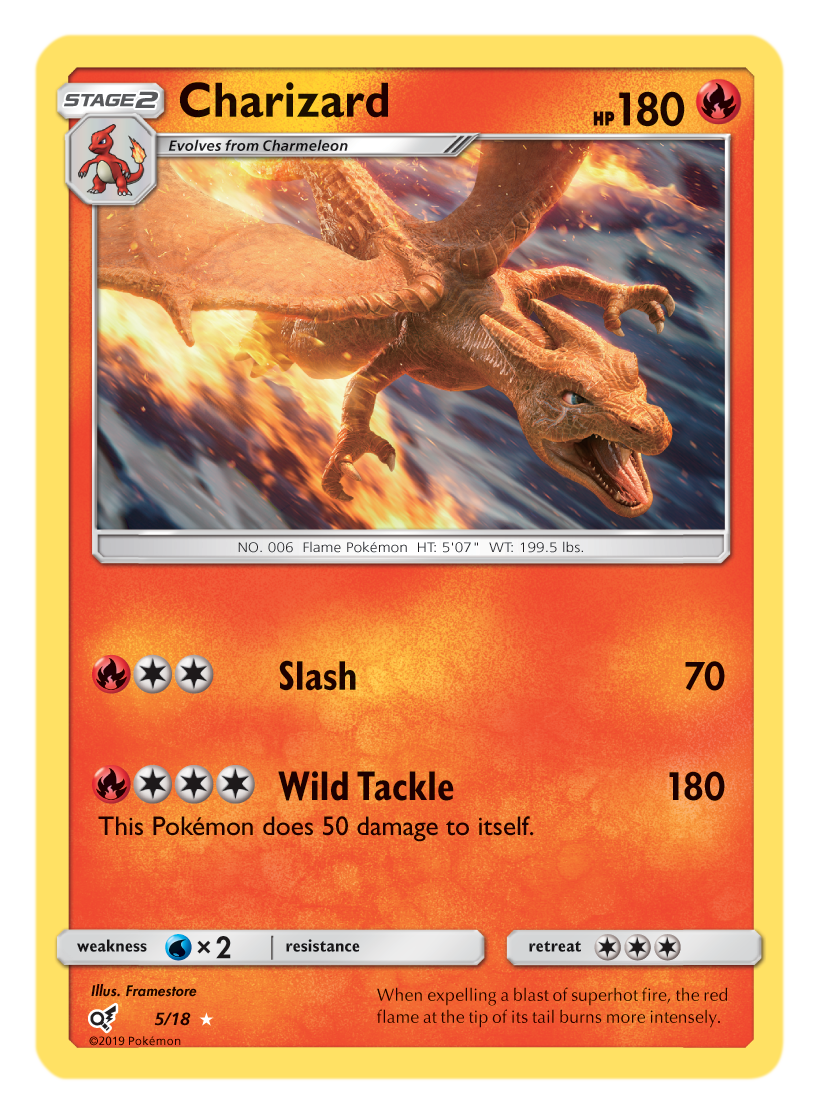 STAGE2
Charizard
HP 180
Evolves from Charmeleon
NO. 006 Flame Pokémon HT: 5'07" WT: 199.5 lbs.
Slash 70
Wild Tackle 180
This Pokémon does 50 damage to itself.
weakness ×2 resistance retreat
Illus. Framestore
5/18
©2019 Pokémon
When expelling a blast of superhot fire, the red
flame at the tip of its tail burns more intensely.